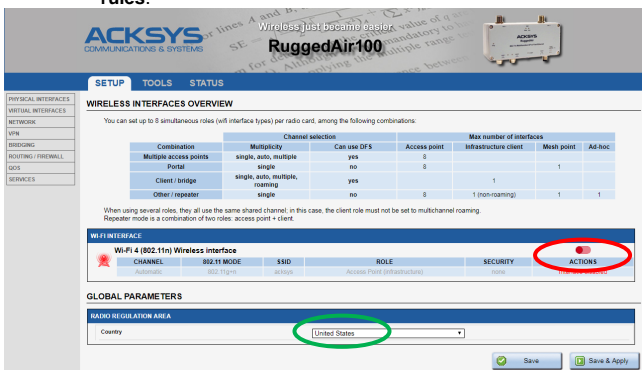 rules.
ACKSYS
COMMUNICATIONS & SYSTEMS
Wireless just became easier
RuggedAir100
ACKSYS
SETUP TOOLS STATUS
PHYSICAL INTERFACES
VIRTUAL INTERFACES
NETWORK
VPN
BRIDGING
ROUTING / FIREWALL
QOS
SERVICES
WIRELESS INTERFACES OVERVIEW
You can set up to 8 simultaneous roles (wifi interface types) per radio card, among the following combinations:
Channel selection Max number of interfaces
Combination Multiplicity Can use DFS Access point Infrastructure client Mesh point Ad-hoc
Multiple access points single, auto, multiple yes 8
Portal single no 8 1
Client / bridge single, auto, multiple, roaming yes 1
Other / repeater single no 8 1 (non-roaming) 1 1
When using several roles, they all use the same shared channel; in this case, the client role must not be set to multichannel roaming.
Repeater mode is a combination of two roles: access point + client.
WI-FI INTERFACE
Wi-Fi 4 (802.11n) Wireless interface
CHANNEL 802.11 MODE SSID ROLE SECURITY ACTIONS
Automatic 802.11g+n acksys Access Point (infrastructure) none
GLOBAL PARAMETERS
RADIO REGULATION AREA
Country United States
Save Save & Apply